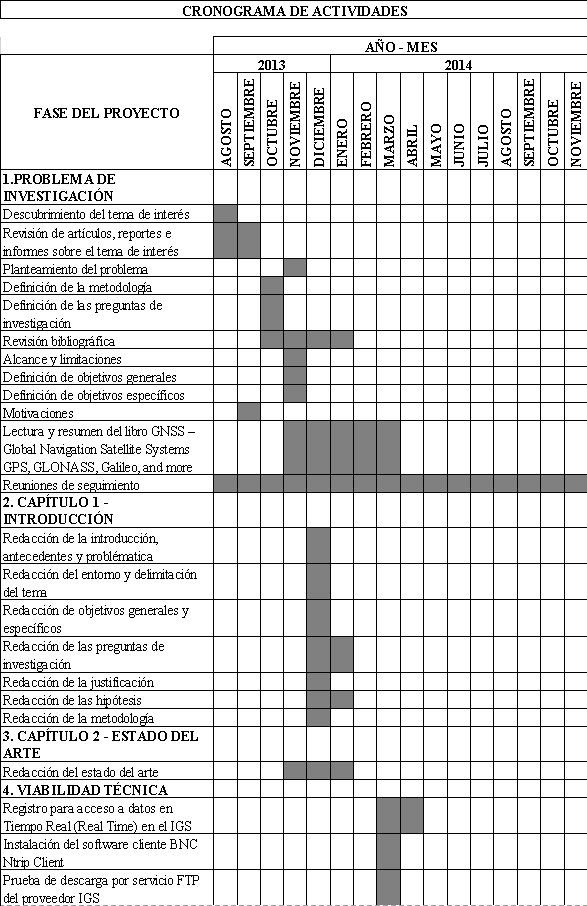 CRONOGRAMA DE ACTIVIDADES
AÑO - MES
2013
2014
FASE DEL PROYECTO
AGOSTO
SEPTIEMBRE
OCTUBRE
NOVIEMBRE
DICIEMBRE
ENERO
FEBRERO
MARZO
ABRIL
MAYO
JUNIO
JULIO
AGOSTO
SEPTIEMBRE
OCTUBRE
NOVIEMBRE
1.PROBLEMA DE
INVESTIGACIÓN
Descubrimiento del tema de interés
Revisión de artículos, reportes e
informes sobre el tema de interés
Planteamiento del problema
Definición de la metodología
Definición de las preguntas de
investigación
Revisión bibliográfica
Alcance y limitaciones
Definición de objetivos generales
Definición de objetivos específicos
Motivaciones
Lectura y resumen del libro GNSS –
Global Navigation Satellite Systems
GPS, GLONASS, Galileo, and more
Reuniones de seguimiento
2. CAPÍTULO 1 -
INTRODUCCIÓN
Redacción de la introducción,
antecedentes y problématica
Redacción del entorno y delimitación
del tema
Redacción de objetivos generales y
específicos
Redacción de las preguntas de
investigación
Redacción de la justificación
Redacción de las hipótesis
Redacción de la metodología
3. CAPÍTULO 2 - ESTADO DEL
ARTE
Redacción del estado del arte
4. VIABILIDAD TÉCNICA
Registro para acceso a datos en
Tiempo Real (Real Time) en el IGS
Instalación del software cliente BNC
Ntrip Client
Prueba de descarga por servicio FTP
del proveedor IGS